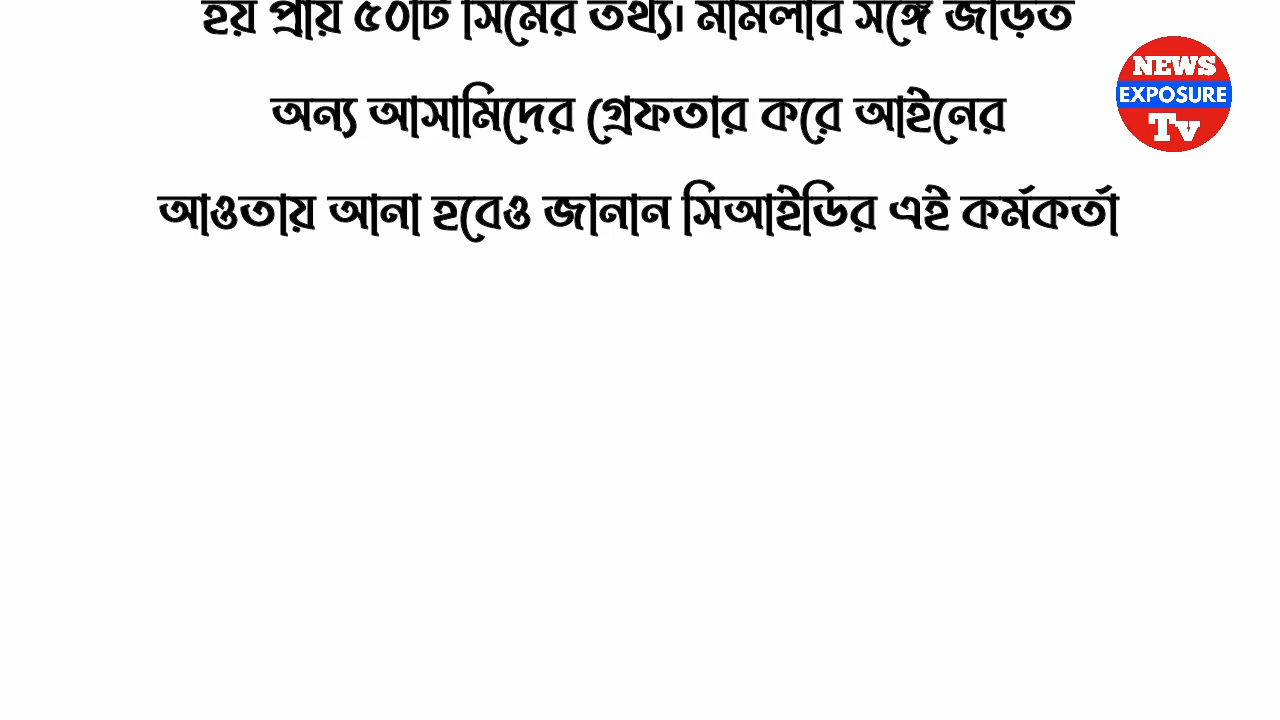 হয় প্রায় ৫০টি সিমের তথ্য। মামলার সঙ্গে জড়িত
অন্য আসামিদের গ্রেফতার করে আইনের
আওতায় আনা হবেও জানান সিআইডির এই কর্মকর্তা
NEWS
EXPOSURE
Tv